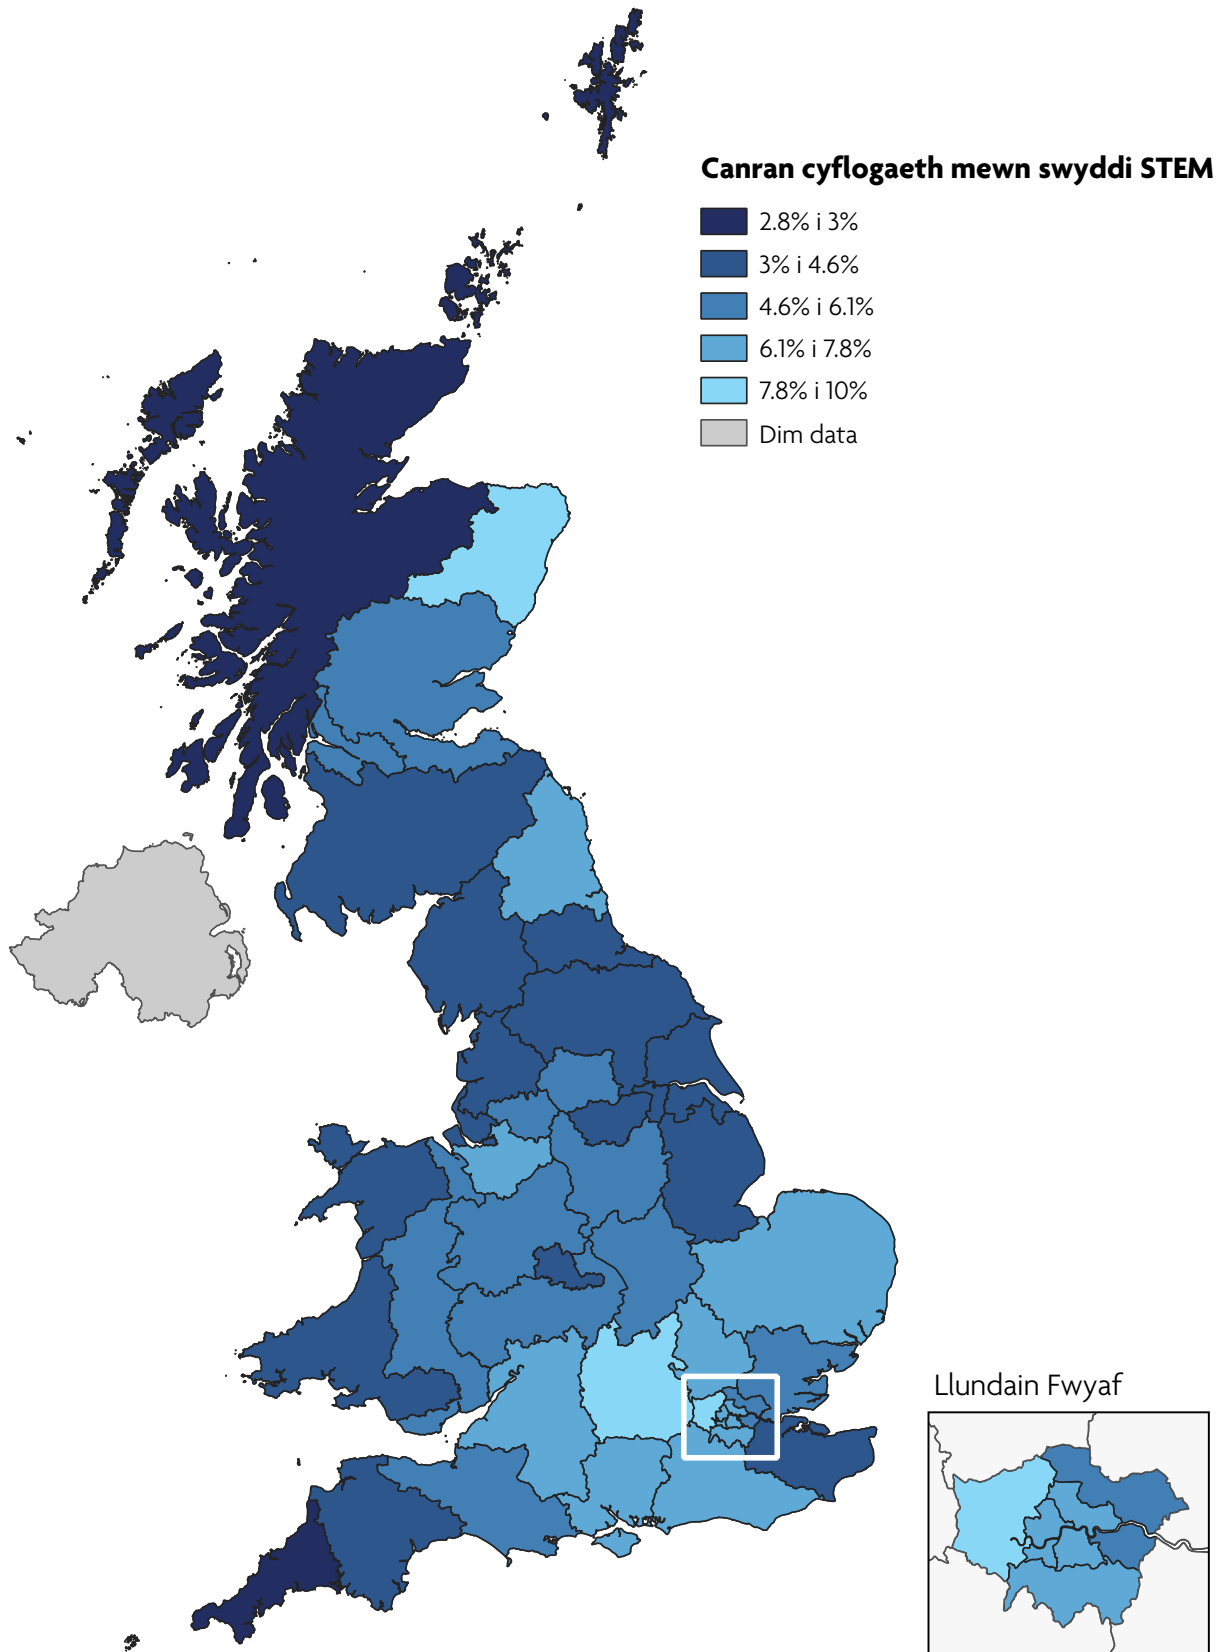 Canran cyflogaeth mewn swyddi STEM
2.8% i 3%
3% i 4.6%
4.6% i 6.1%
6.1% i 7.8%
7.8% i 10%
Dim data
Llundain Fwyaf